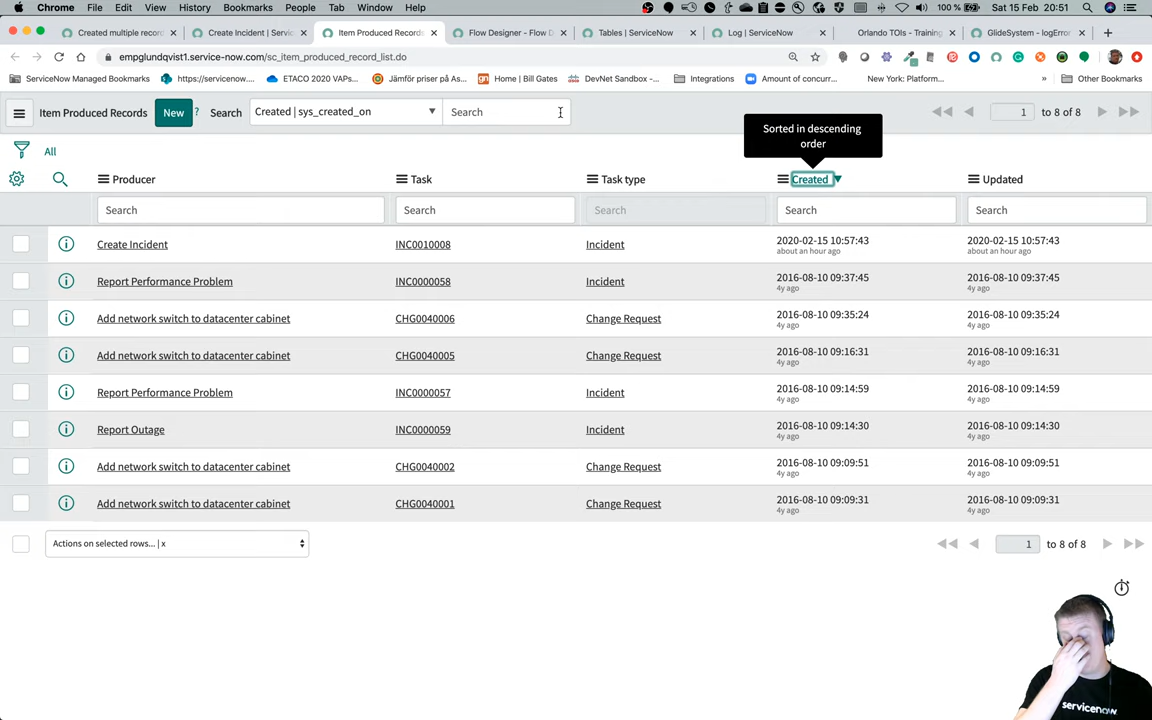 Chrome File Edit View History Bookmarks People Tab Window Help 100 % Sat 15 Feb 20:51
Created multiple recor Create Incident | Servic Item Produced Records Flow Designer - Flow D Tables | ServiceNow Log | ServiceNow Orlando TOIs - Training GlideSystem - logError
empglundqvist1.service-now.com/sc_item_produced_record_list.do
ServiceNow Managed Bookmarks https://servicenow.... ETACO 2020 VAPs... Jämför priser på As... Home | Bill Gates DevNet Sandbox -... Integrations Amount of concurr... New York: Platform... » Other Bookmarks
Item Produced Records New ? Search Created | sys_created_on Search 1 to 8 of 8
Sorted in descending
order
All
Producer Task Task type Created Updated
Search Search Search Search Search
Create Incident INC0010008 Incident 2020-02-15 10:57:43 2020-02-15 10:57:43
about an hour ago about an hour ago
Report Performance Problem INC0000058 Incident 2016-08-10 09:37:45 2016-08-10 09:37:45
4y ago 4y ago
Add network switch to datacenter cabinet CHG0040006 Change Request 2016-08-10 09:35:24 2016-08-10 09:35:24
4y ago 4y ago
Add network switch to datacenter cabinet CHG0040005 Change Request 2016-08-10 09:16:31 2016-08-10 09:16:31
4y ago 4y ago
Report Performance Problem INC0000057 Incident 2016-08-10 09:14:59 2016-08-10 09:14:59
4y ago 4y ago
Report Outage INC0000059 Incident 2016-08-10 09:14:30 2016-08-10 09:14:30
4y ago 4y ago
Add network switch to datacenter cabinet CHG0040002 Change Request 2016-08-10 09:09:51 2016-08-10 09:09:51
4y ago 4y ago
Add network switch to datacenter cabinet CHG0040001 Change Request 2016-08-10 09:09:31 2016-08-10 09:09:31
4y ago 4y ago
Actions on selected rows... | x 1 to 8 of 8
servicenow